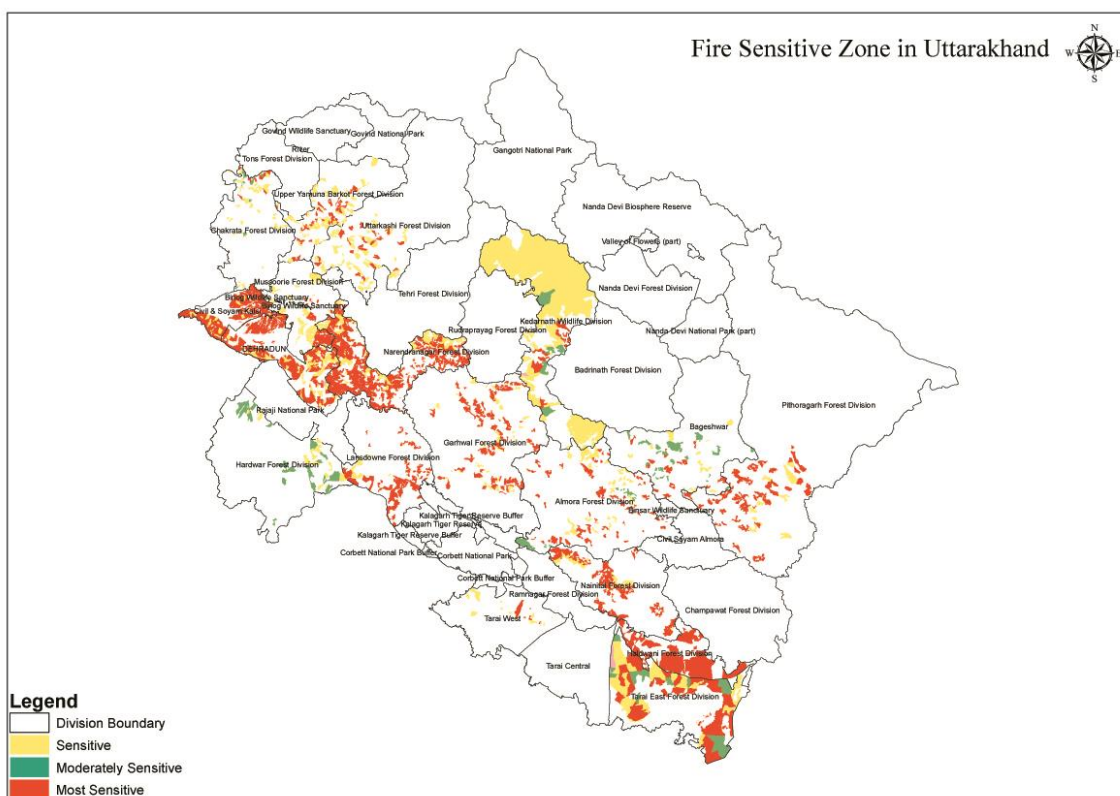 Fire Sensitive Zone in Uttarakhand
N
W
E
S
Govind Wildlife Sanctuary
Govind National Park
Gangotri National Park
Tons Forest Division
Upper Yamuna Barkot Forest Division
Nanda Devi Biosphere Reserve
Uttarkashi Forest Division
Chakrata Forest Division
Valley of Flowers (part)
Mussoorie Forest Division
Tehri Forest Division
Nanda Devi Forest Division
Binog Wildlife Sanctuary
Binog Wildlife Sanctuary
Civil & Soyam Kalsi
Kedarnath Wildlife Division
Rudraprayag Forest Division
Nanda Devi National Park (part)
DEHRADUN
Narendranagar Forest Division
Badrinath Forest Division
Pithoragarh Forest Division
Rajaji National Park
Bageshwar
Garhwal Forest Division
Lansdowne Forest Division
Hardwar Forest Division
Almora Forest Division
Binsar Wildlife Sanctuary
Kalagarh Tiger Reserve Buffer
Kalagarh Tiger Reserve
Kalagarh Tiger Reserve Buffer
Civil Soyam Almora
Corbett National Park Buffer
Corbett National Park
Corbett National Park Buffer
Nainital Forest Division
Ramnagar Forest Division
Champawat Forest Division
Tarai West
Haldwani Forest Division
Tarai Central
Tarai East Forest Division
Legend
Division Boundary
Sensitive
Moderately Sensitive
Most Sensitive